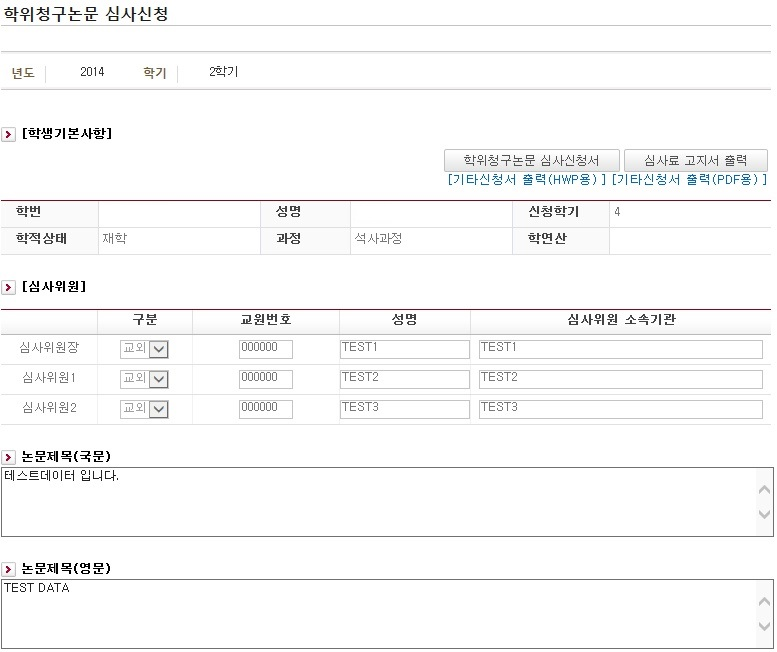 학위청구논문 심사신청
년도 2014 학기 2학기
[학생기본사항]
학위청구논문 심사신청서 심사료 고지서 출력
[기타신청서 출력(HWP용) ] [기타신청서 출력(PDF용) ]
학번 성명 신청학기 4
학적상태 재학 과정 석사과정 학연산
[심사위원]
구분 교원번호 성명 심사위원 소속기관
심사위원장 교외 000000 TEST1 TEST1
심사위원1 교외 000000 TEST2 TEST2
심사위원2 교외 000000 TEST3 TEST3
논문제목(국문)
테스트데이터 입니다.
논문제목(영문)
TEST DATA